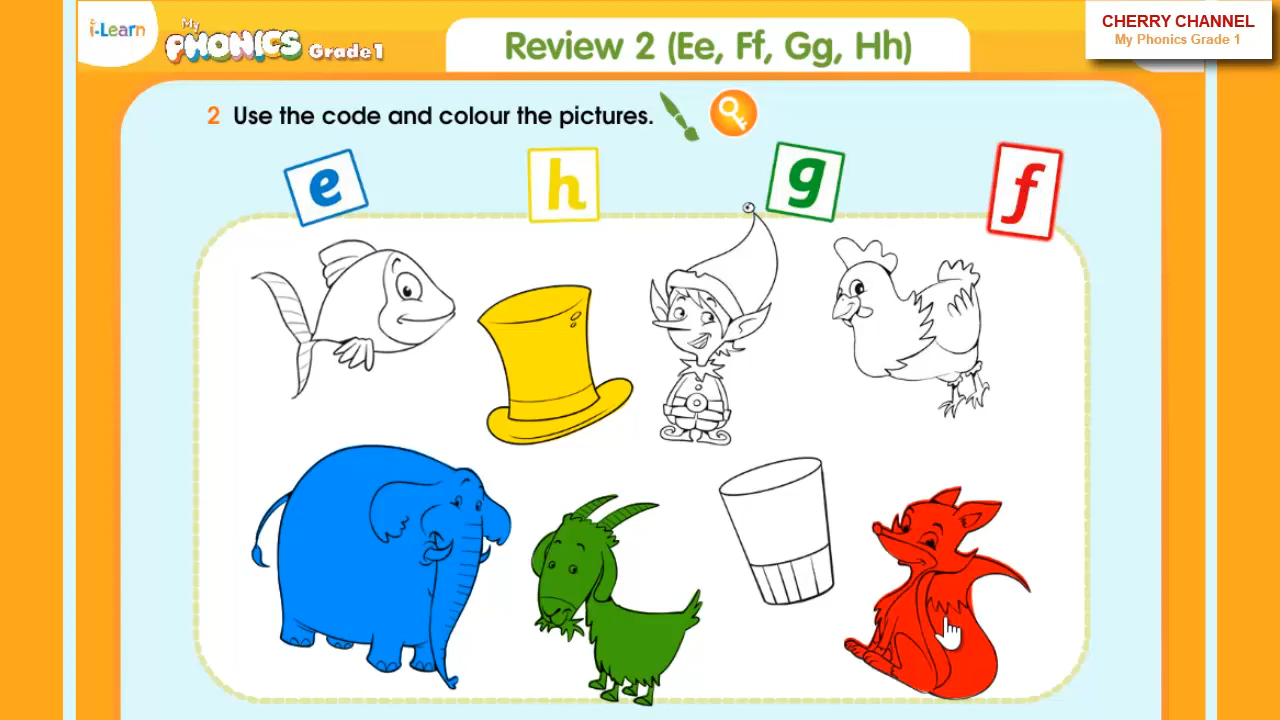 i-Learn
My
PHONICS Grade 1
Review 2 (Ee, Ff, Gg, Hh)
CHERRY CHANNEL
My Phonics Grade 1
2 Use the code and colour the pictures.
e
h
g
f